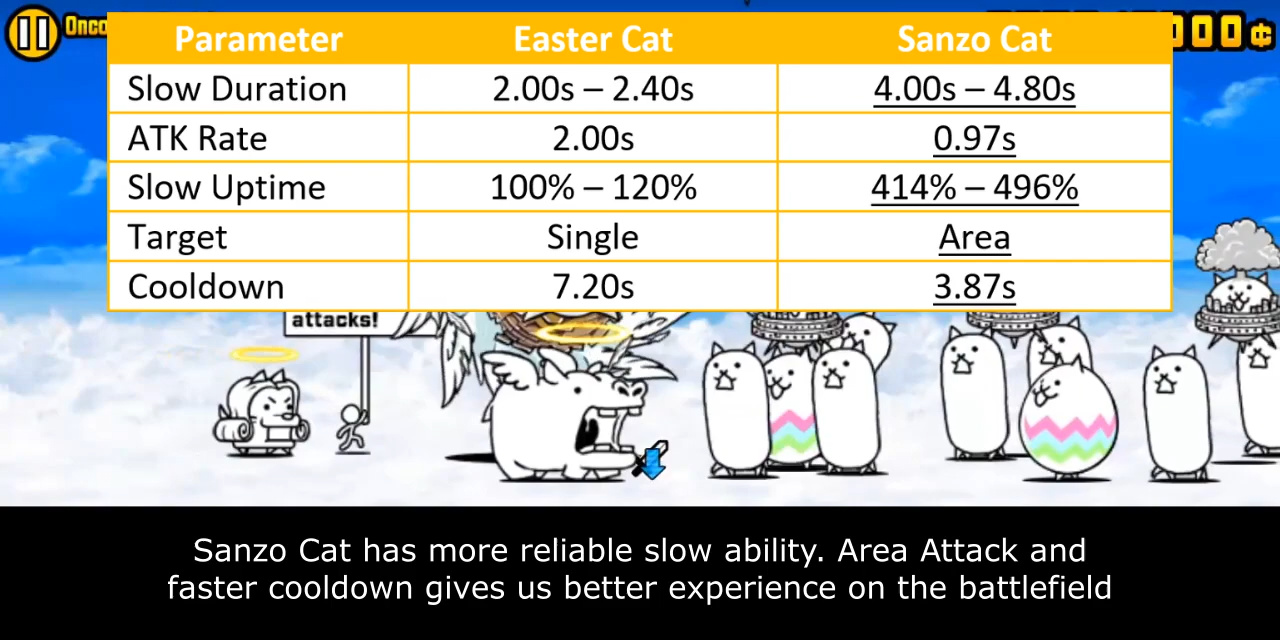 Parameter Easter Cat Sanzo Cat
Slow Duration 2.00s – 2.40s 4.00s – 4.80s
ATK Rate 2.00s 0.97s
Slow Uptime 100% – 120% 414% – 496%
Target Single Area
Cooldown 7.20s 3.87s
attacks!
Sanzo Cat has more reliable slow ability. Area Attack and
faster cooldown gives us better experience on the battlefield